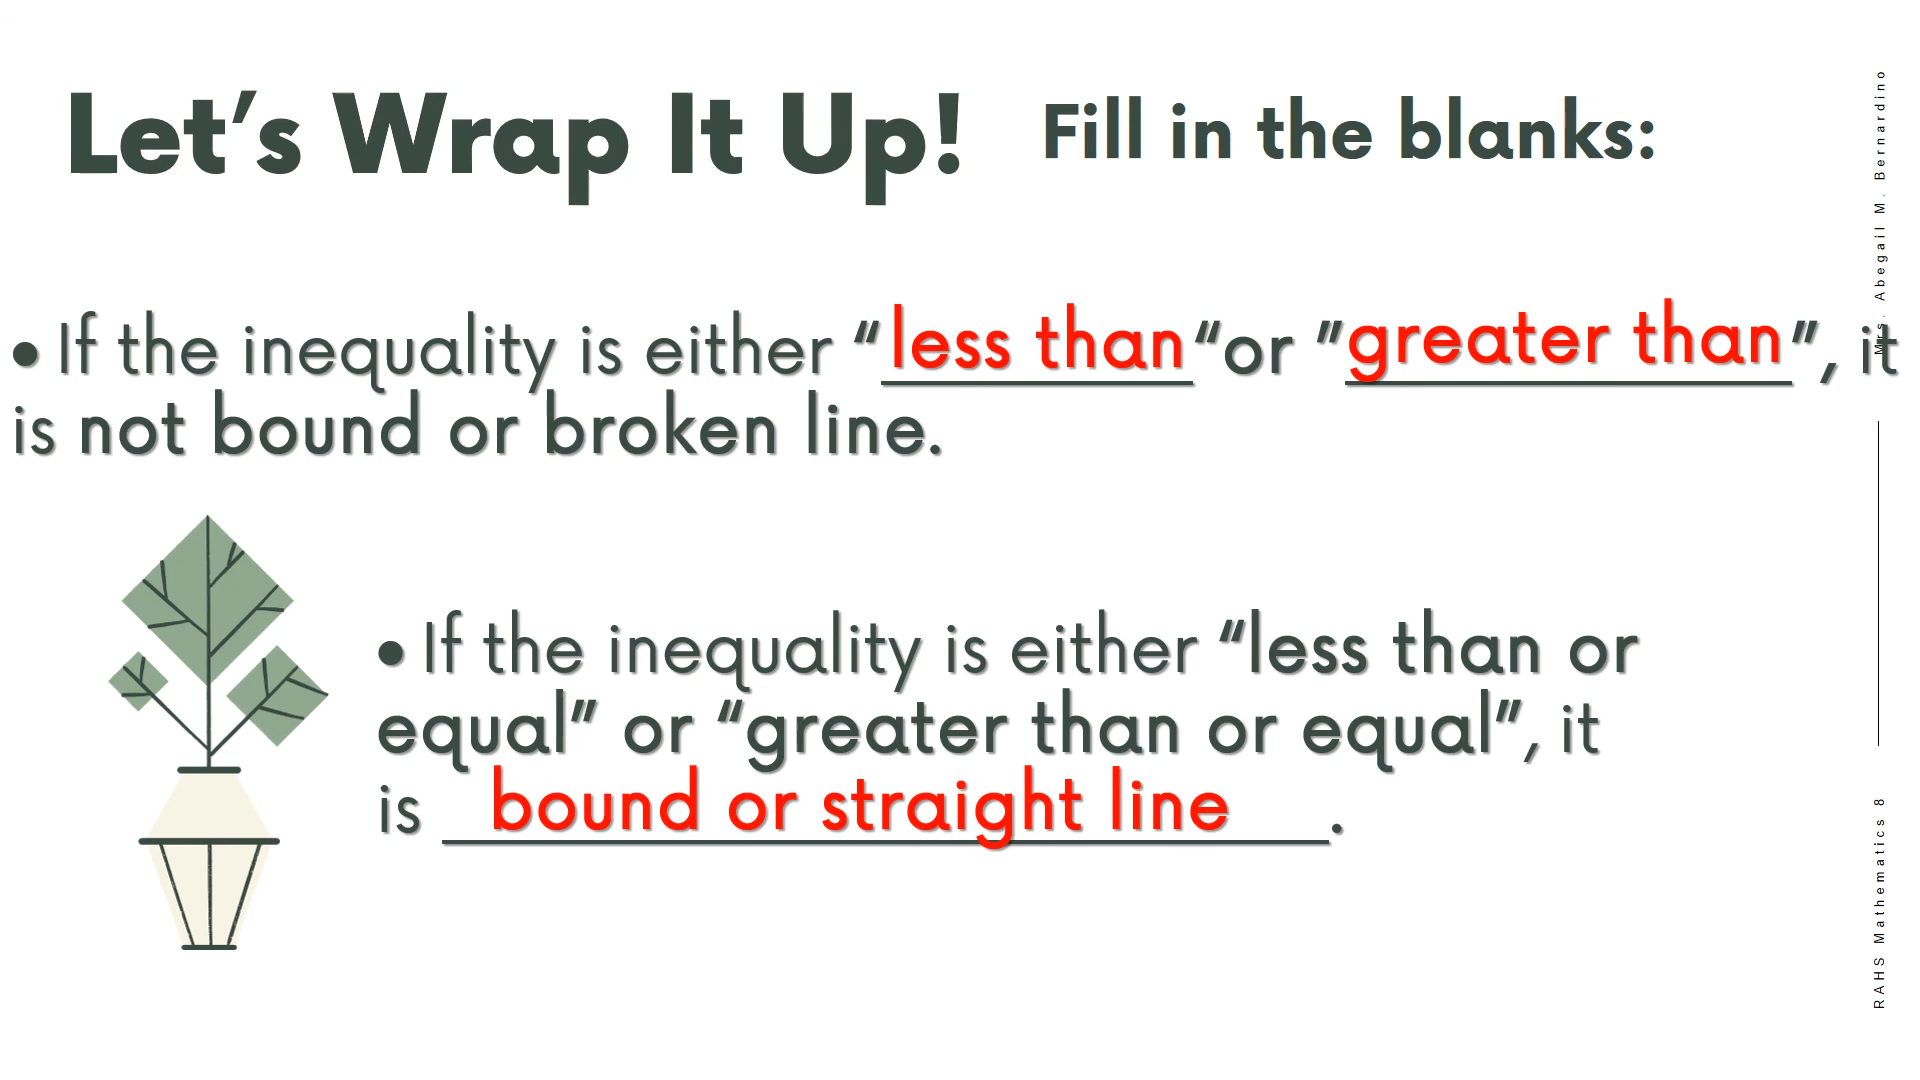 Let’s Wrap It Up! Fill in the blanks:
• If the inequality is either “less than“or ”greater than”, it
is not bound or broken line.
• If the inequality is either “less than or
equal” or “greater than or equal”, it
is bound or straight line.
Mrs. Abegail M. Bernardino
RAHS Mathematics 8